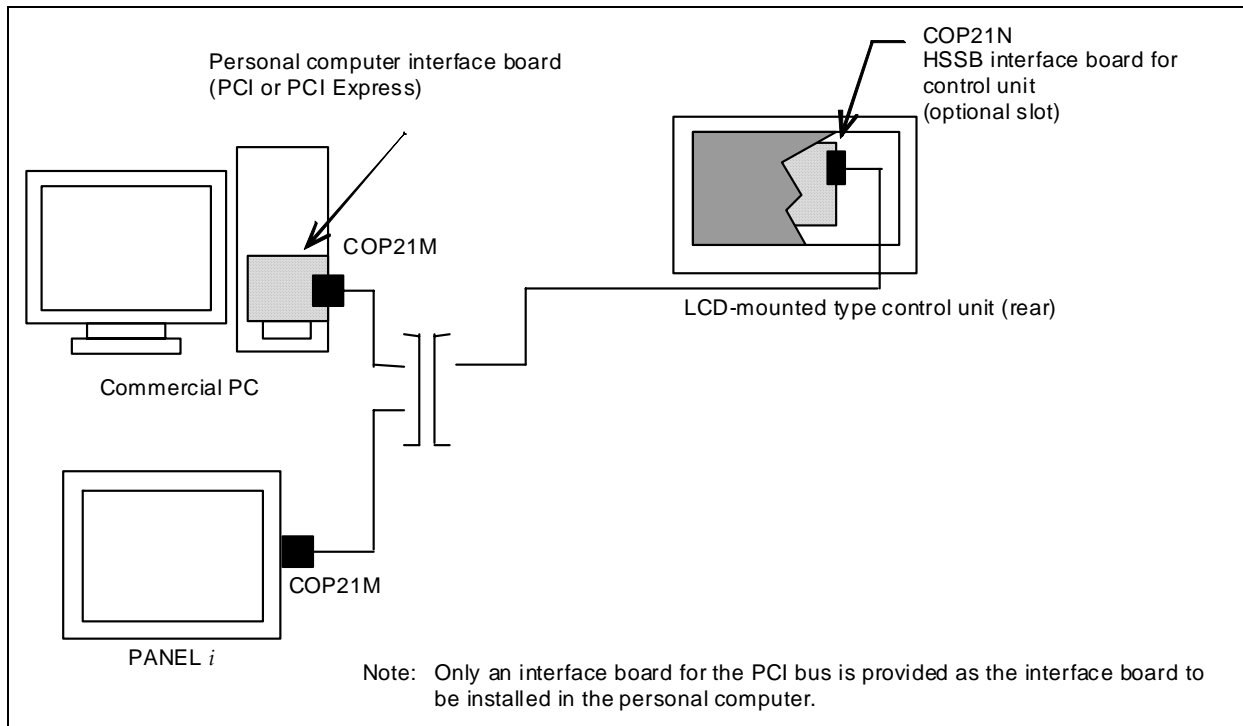 Personal computer interface board
(PCI or PCI Express)
COP21N
HSSB interface board for
control unit
(optional slot)
COP21M
LCD-mounted type control unit (rear)
Commercial PC
COP21M
PANEL i
Note: Only an interface board for the PCI bus is provided as the interface board to
be installed in the personal computer.